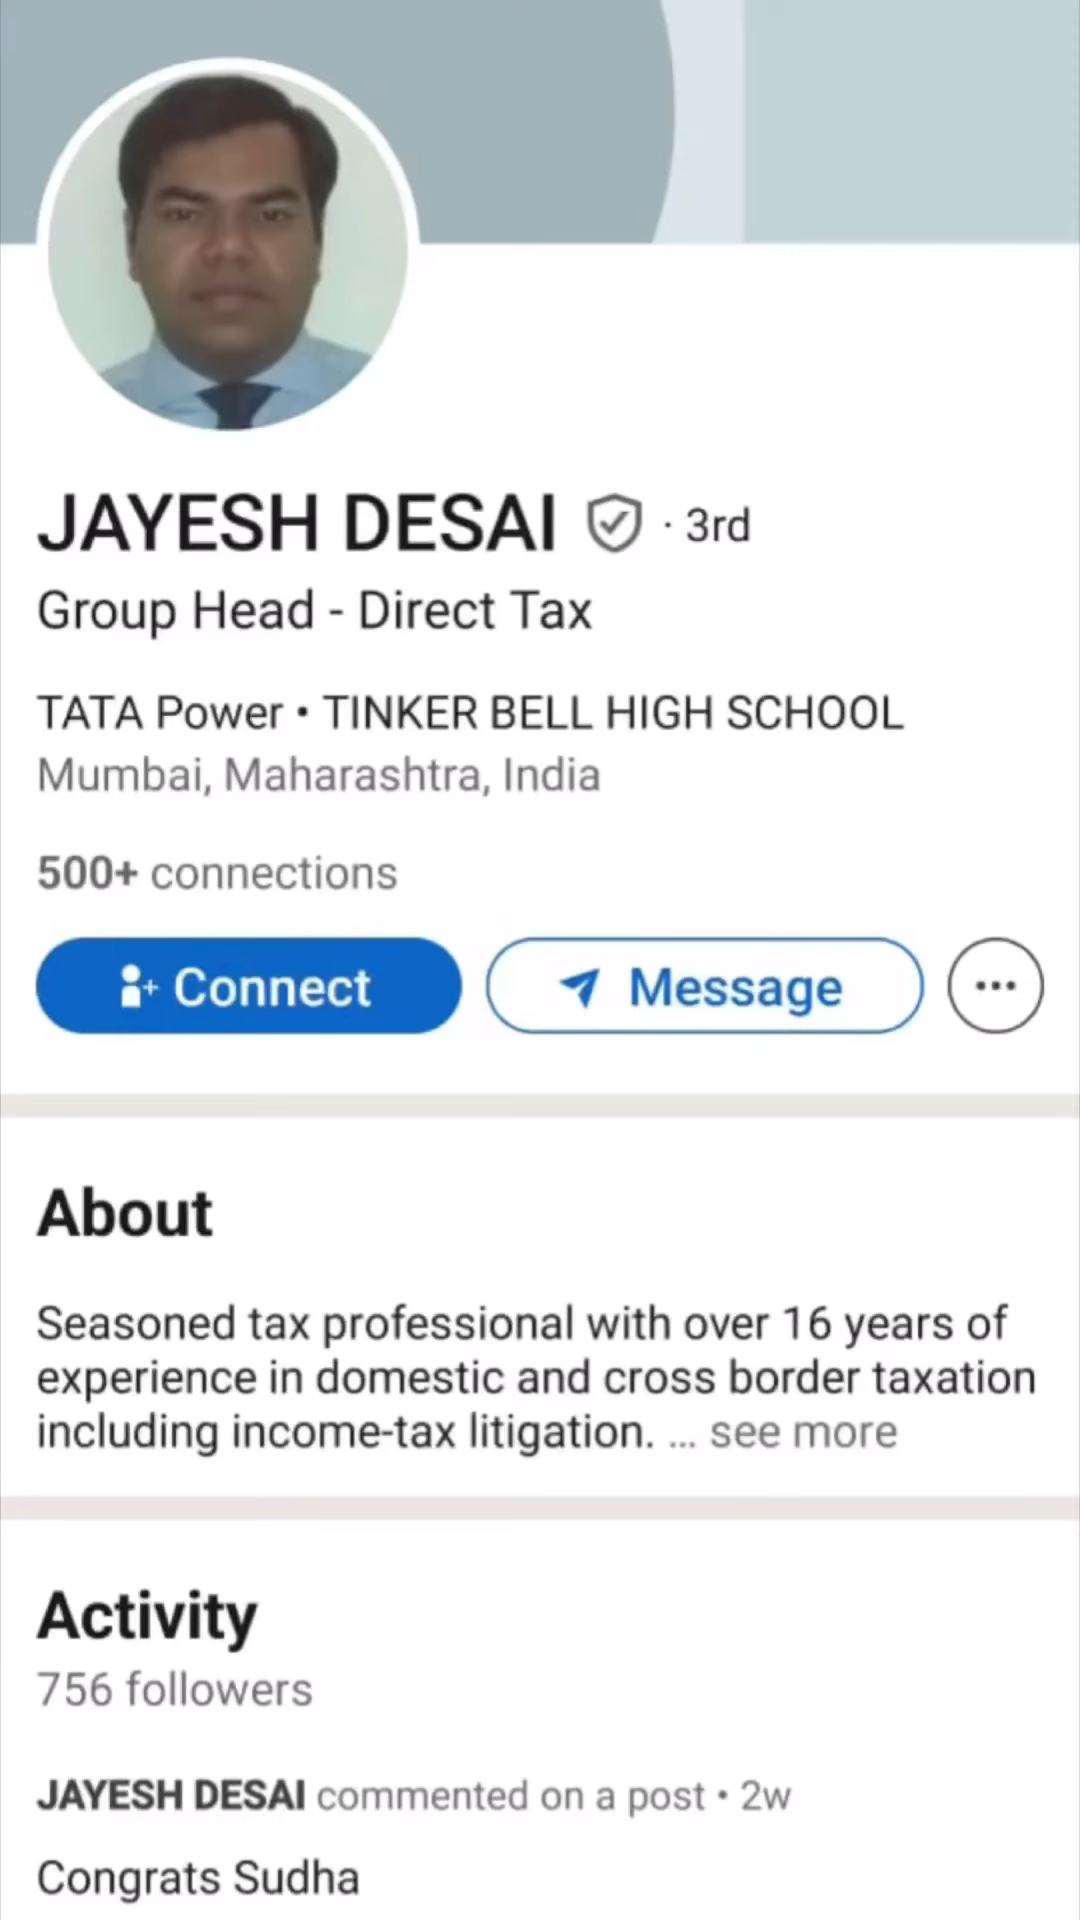 JAYESH DESAI · 3rd
Group Head - Direct Tax
TATA Power • TINKER BELL HIGH SCHOOL
Mumbai, Maharashtra, India
500+ connections
Connect
Message
About
Seasoned tax professional with over 16 years of
experience in domestic and cross border taxation
including income-tax litigation. ... see more
Activity
756 followers
JAYESH DESAI commented on a post • 2w
Congrats Sudha